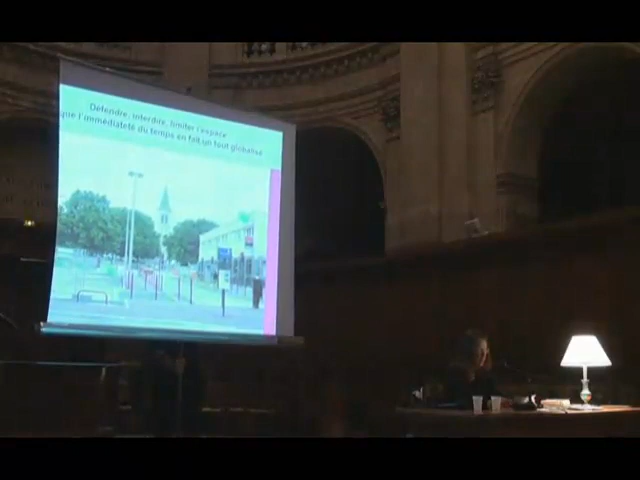 Défendre, interdire, limiter l'espace
que l'immédiateté du temps en fait un tout globalisé